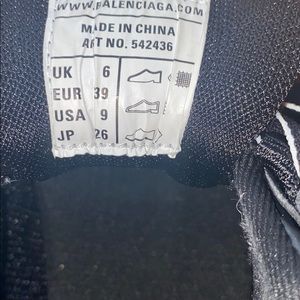 WWW.BALENCIAGA.COM
MADE IN CHINA
ART NO. 542436
UK 6
EUR 39
USA 9
JP 26